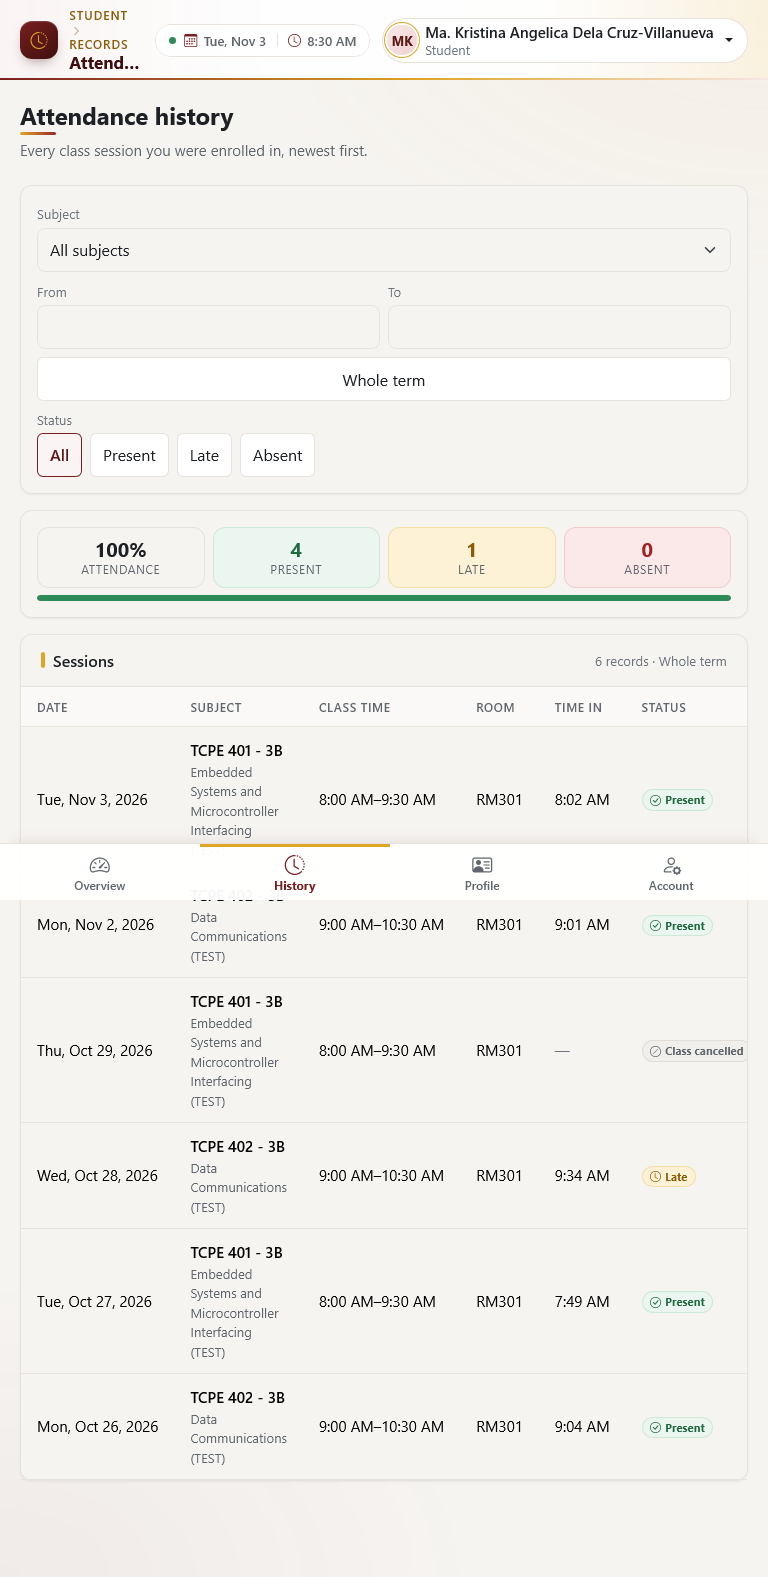 STUDENT
RECORDS
Attend...
Tue, Nov 3
8:30 AM
MK
Ma. Kristina Angelica Dela Cruz-Villanueva
Student
Attendance history
Every class session you were enrolled in, newest first.
Subject
All subjects
From
To
Whole term
Status
All
Present
Late
Absent
100%
ATTENDANCE
4
PRESENT
1
LATE
0
ABSENT
Sessions
6 records · Whole term
DATE SUBJECT CLASS TIME ROOM TIME IN STATUS
TCPE 401 - 3B
Embedded
Systems and
Microcontroller
Interfacing
Tue, Nov 3, 2026
8:00 AM–9:30 AM
RM301
8:02 AM
Present
Overview
History
Profile
Account
Data
Communications
(TEST)
Mon, Nov 2, 2026
9:00 AM–10:30 AM
RM301
9:01 AM
Present
TCPE 401 - 3B
Embedded
Systems and
Microcontroller
Interfacing
(TEST)
Thu, Oct 29, 2026
8:00 AM–9:30 AM
RM301
—
Class cancelled
TCPE 402 - 3B
Data
Communications
(TEST)
Wed, Oct 28, 2026
9:00 AM–10:30 AM
RM301
9:34 AM
Late
TCPE 401 - 3B
Embedded
Systems and
Microcontroller
Interfacing
(TEST)
Tue, Oct 27, 2026
8:00 AM–9:30 AM
RM301
7:49 AM
Present
TCPE 402 - 3B
Data
Communications
(TEST)
Mon, Oct 26, 2026
9:00 AM–10:30 AM
RM301
9:04 AM
Present